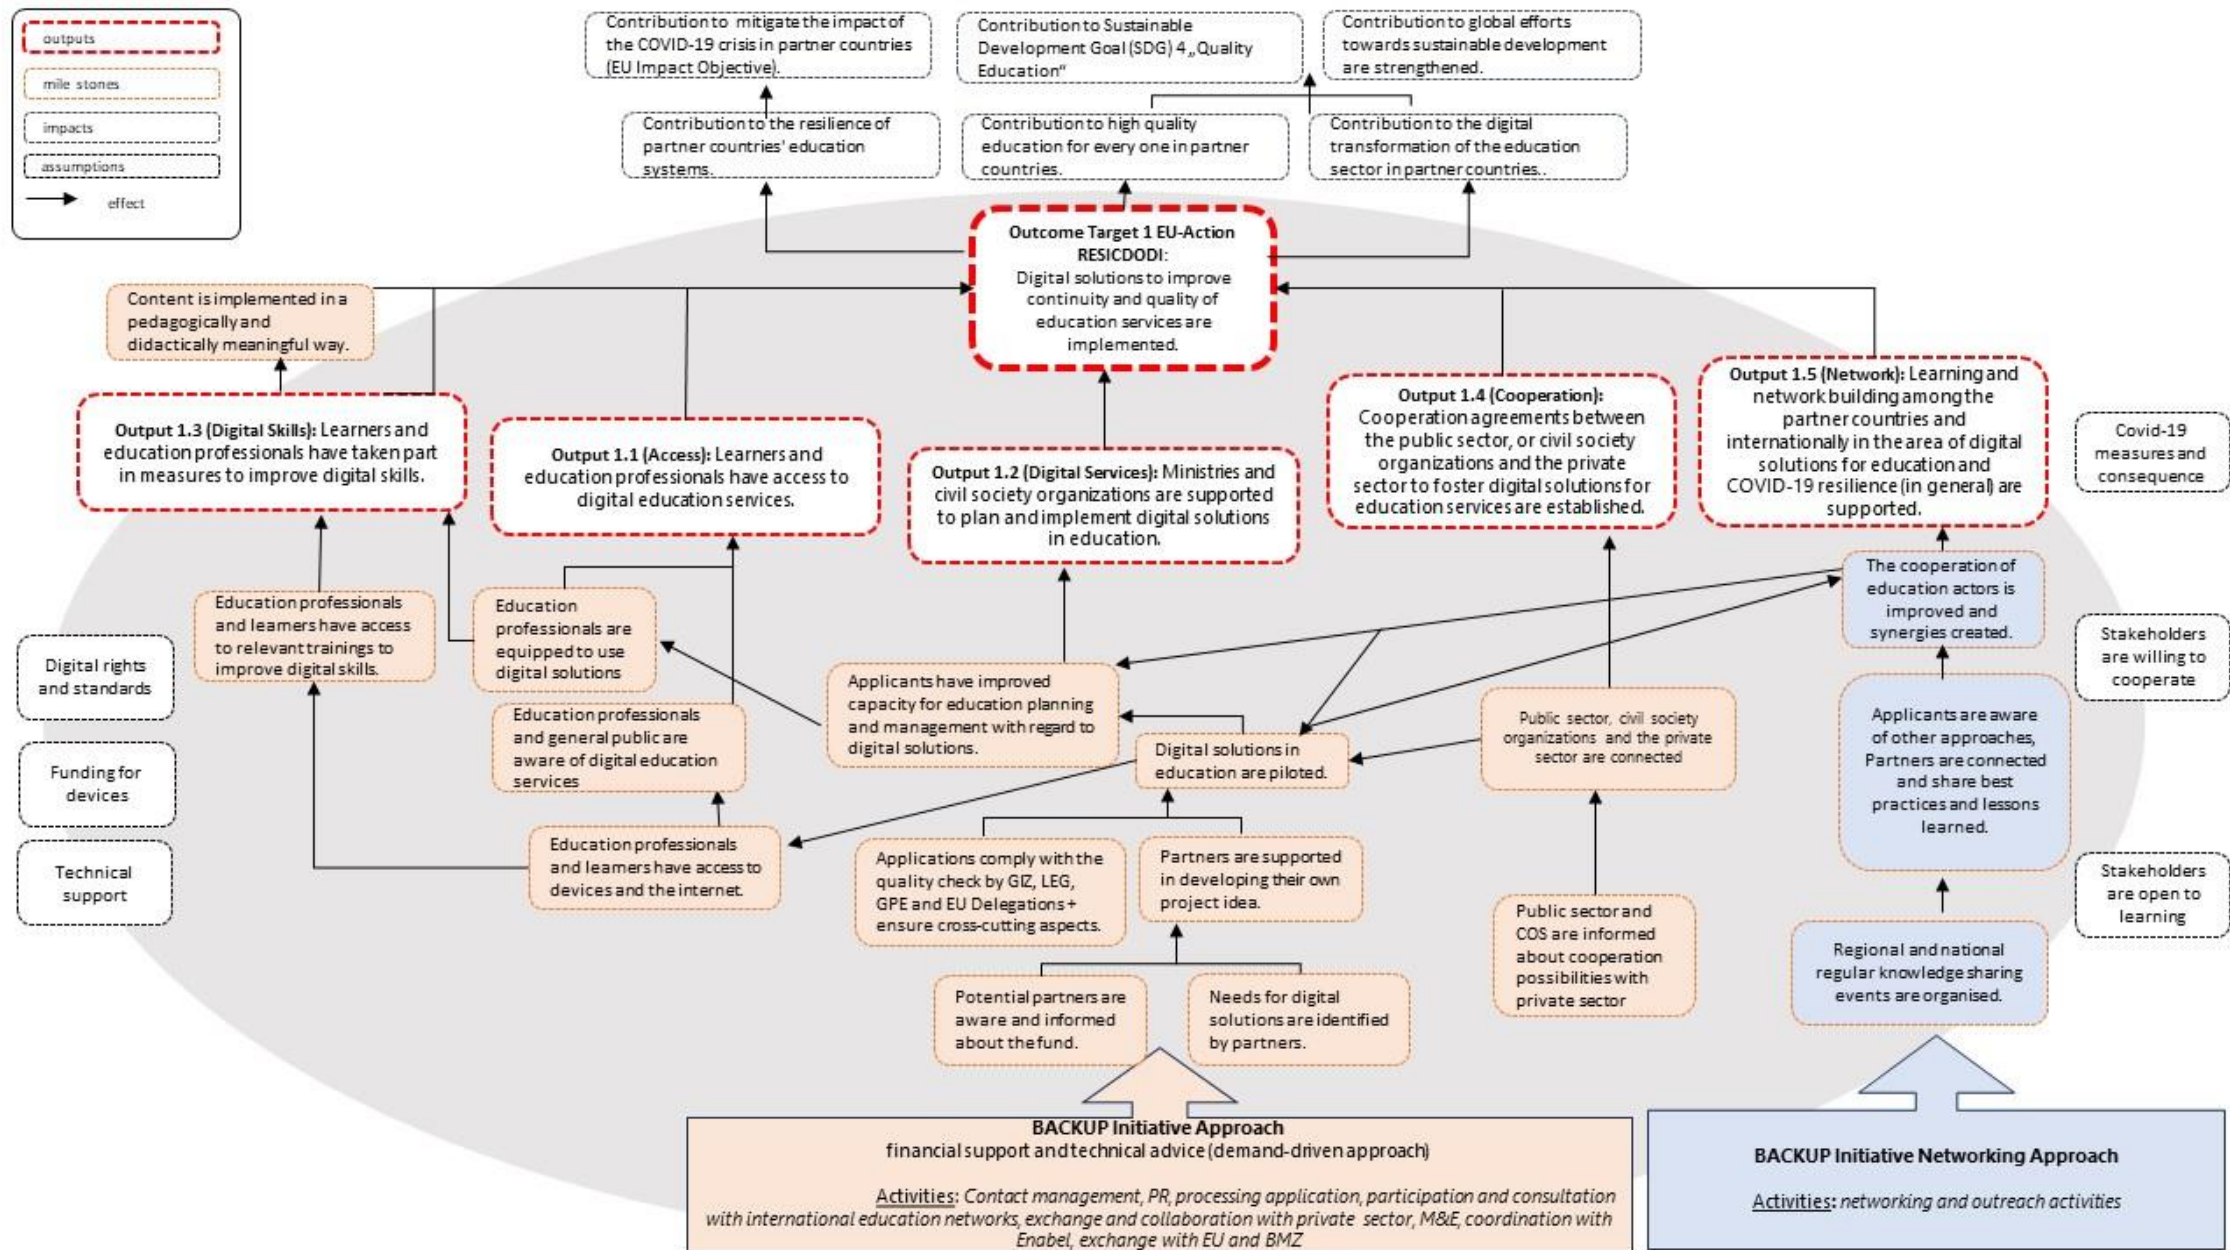 outputs
mile stones
impacts
assumptions
effect
Contribution to mitigate the impact of
the COVID-19 crisis in partner countries
(EU Impact Objective).
Contribution to Sustainable
Development Goal (SDG) 4 „Quality
Education“
Contribution to global efforts
towards sustainable development
are strengthened.
Contribution to the resilience of
partner countries' education
systems.
Contribution to high quality
education for every one in partner
countries.
Contribution to the digital
transformation of the education
sector in partner countries..
Outcome Target 1 EU-Action
RESICDODI:
Digital solutions to improve
continuity and quality of
education services are
implemented.
Content is implemented in a
pedagogically and
didactically meaningful way.
Output 1.3 (Digital Skills): Learners and
education professionals have taken part
in measures to improve digital skills.
Output 1.1 (Access): Learners and
education professionals have access to
digital education services.
Output 1.2 (Digital Services): Ministries and
civil society organizations are supported
to plan and implement digital solutions
in education.
Output 1.4 (Cooperation):
Cooperation agreements between
the public sector, or civil society
organizations and the private
sector to foster digital solutions for
education services are established.
Output 1.5 (Network): Learning and
network building among the
partner countries and
internationally in the area of digital
solutions for education and
COVID-19 resilience (in general) are
supported.
Covid-19
measures and
consequence
Education professionals
and learners have access
to relevant trainings to
improve digital skills.
Education
professionals are
equipped to use
digital solutions
The cooperation of
education actors is
improved and
synergies created.
Stakeholders
are willing to
cooperate
Digital rights
and standards
Applicants have improved
capacity for education planning
and management with regard to
digital solutions.
Education professionals
and general public are
aware of digital education
services
Digital solutions in
education are piloted.
Public sector, civil society
organizations and the private
sector are connected
Applicants are aware
of other approaches,
Partners are connected
and share best
practices and lessons
learned.
Funding for
devices
Education professionals
and learners have access to
devices and the internet.
Applications comply with the
quality check by GIZ, LEG,
GPE and EU Delegations +
ensure cross-cutting aspects.
Partners are supported
in developing their own
project idea.
Technical
support
Stakeholders
are open to
learning
Public sector and
COS are informed
about cooperation
possibilities with
private sector
Regional and national
regular knowledge sharing
events are organised.
Potential partners are
aware and informed
about the fund.
Needs for digital
solutions are identified
by partners.
BACKUP Initiative Approach
financial support and technical advice (demand-driven approach)
Activities: Contact management, PR, processing application, participation and consultation
with international education networks, exchange and collaboration with private sector, M&E, coordination with
Enabel, exchange with EU and BMZ
BACKUP Initiative Networking Approach
Activities: networking and outreach activities